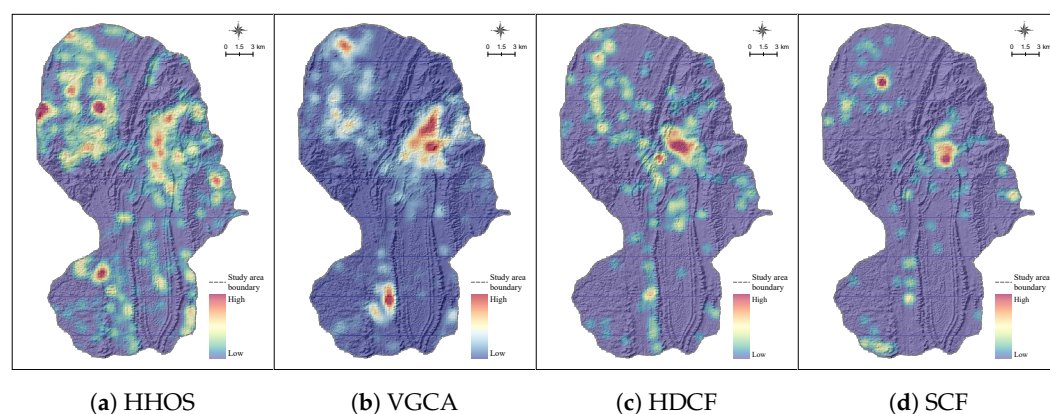 0 1.5 3 km
Study area
boundary
High
Low
0 1.5 3 km
Study area
boundary
High
Low
0 1.5 3 km
Study area
boundary
High
Low
0 1.5 3 km
Study area
boundary
High
Low
(a) HHOS
(b) VGCA
(c) HDCF
(d) SCF